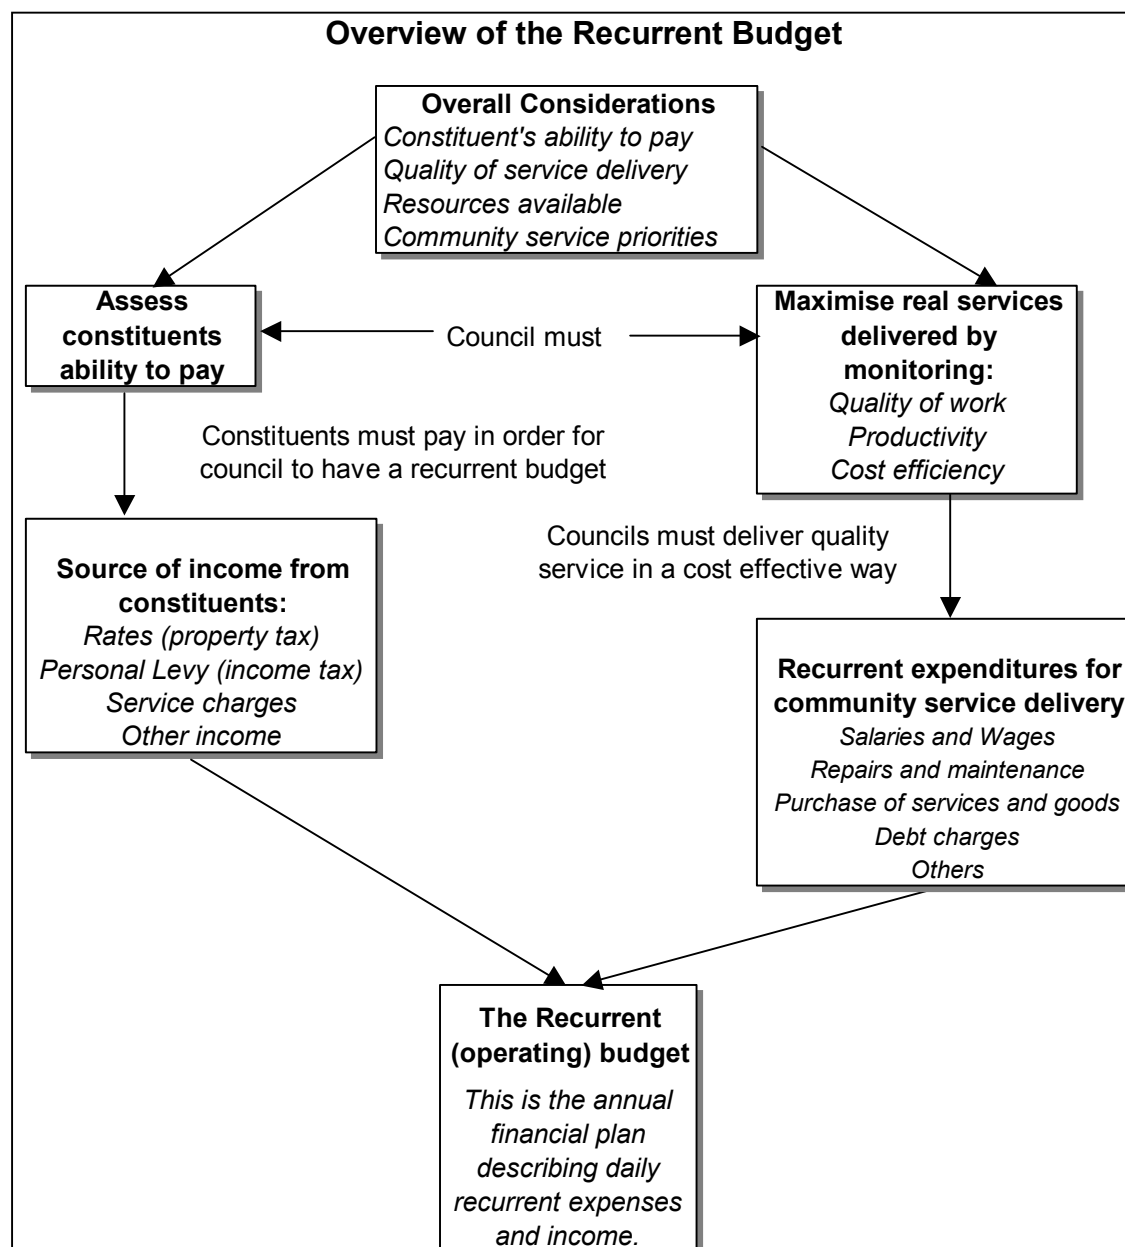 Overview of the Recurrent Budget
Overall Considerations
Constituent's ability to pay
Quality of service delivery
Resources available
Community service priorities
Assess
constituents
ability to pay
Council must
Maximise real services
delivered by
monitoring:
Quality of work
Productivity
Cost efficiency
Constituents must pay in order for
council to have a recurrent budget
Councils must deliver quality
service in a cost effective way
Source of income from
constituents:
Rates (property tax)
Personal Levy (income tax)
Service charges
Other income
Recurrent expenditures for
community service delivery
Salaries and Wages
Repairs and maintenance
Purchase of services and goods
Debt charges
Others
The Recurrent
(operating) budget
This is the annual
financial plan
describing daily
recurrent expenses
and income.